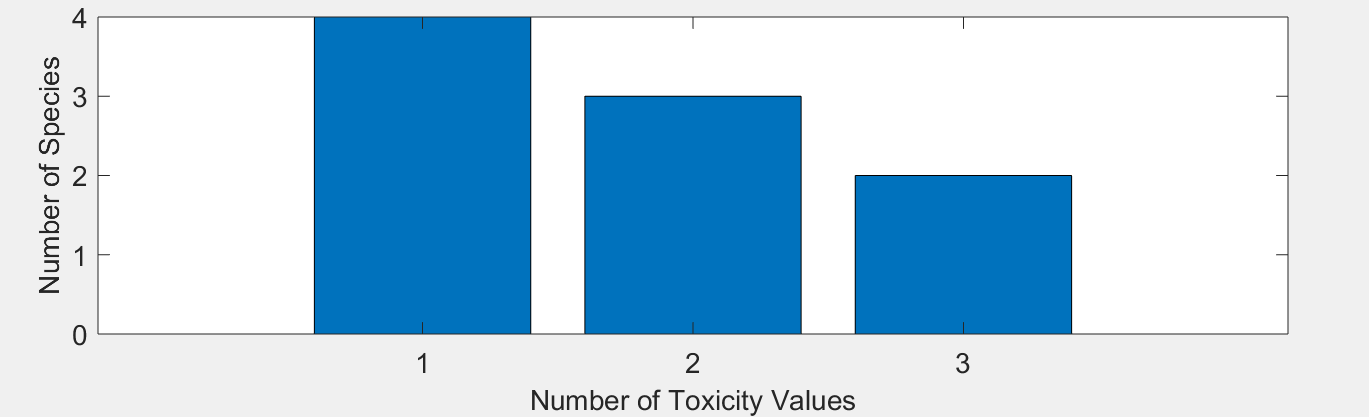 4
3
2
1
0
Number of Species
1 2 3
Number of Toxicity Values